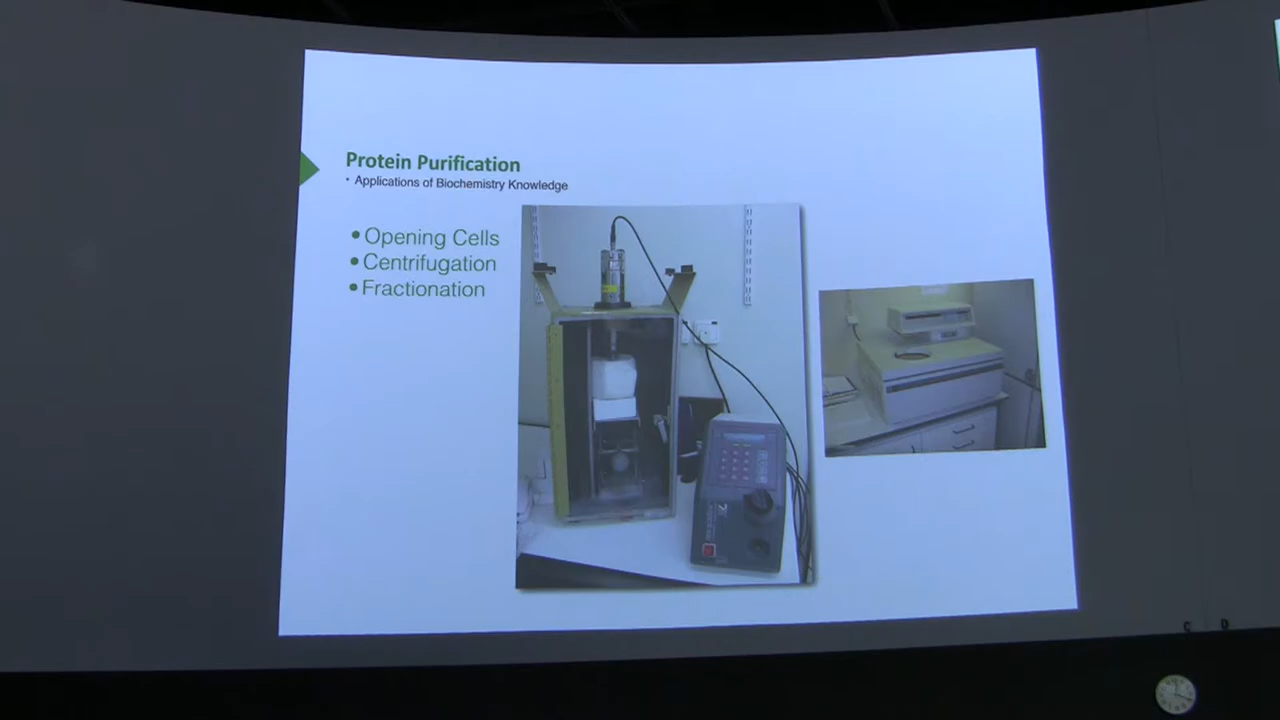 Protein Purification
• Applications of Biochemistry Knowledge
• Opening Cells
• Centrifugation
• Fractionation
C D